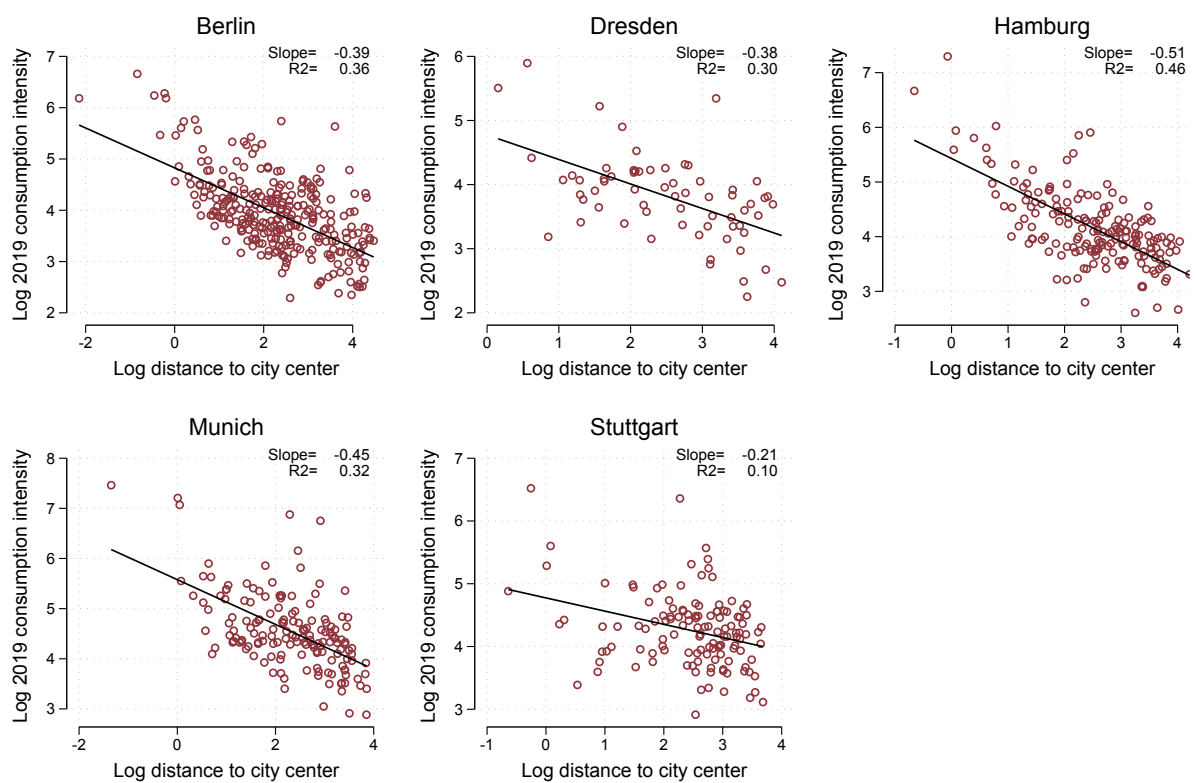 Berlin
Slope= -0.39
R2= 0.36
Log 2019 consumption intensity
7
6
5
4
3
2
-2 0 2 4
Log distance to city center
Dresden
Slope= -0.38
R2= 0.30
Log 2019 consumption intensity
6
5
4
3
2
0 1 2 3 4
Log distance to city center
Hamburg
Slope= -0.51
R2= 0.46
Log 2019 consumption intensity
7
6
5
4
3
-1 0 1 2 3 4
Log distance to city center
Munich
Slope= -0.45
R2= 0.32
Log 2019 consumption intensity
8
7
6
5
4
3
-2 0 2 4
Log distance to city center
Stuttgart
Slope= -0.21
R2= 0.10
Log 2019 consumption intensity
7
6
5
4
3
-1 0 1 2 3 4
Log distance to city center